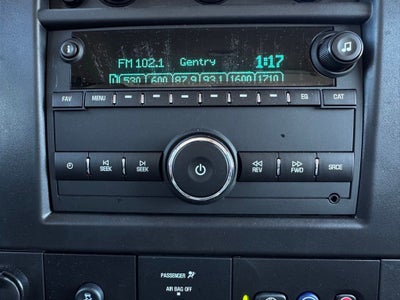 FM 102.1 Gentry 1:17
530 600 87.9 93.1 1600 1710
FAV MENU EQ CAT
SEEK SEEK REV FWD SRCE
PASSENGER
AIR BAG OFF